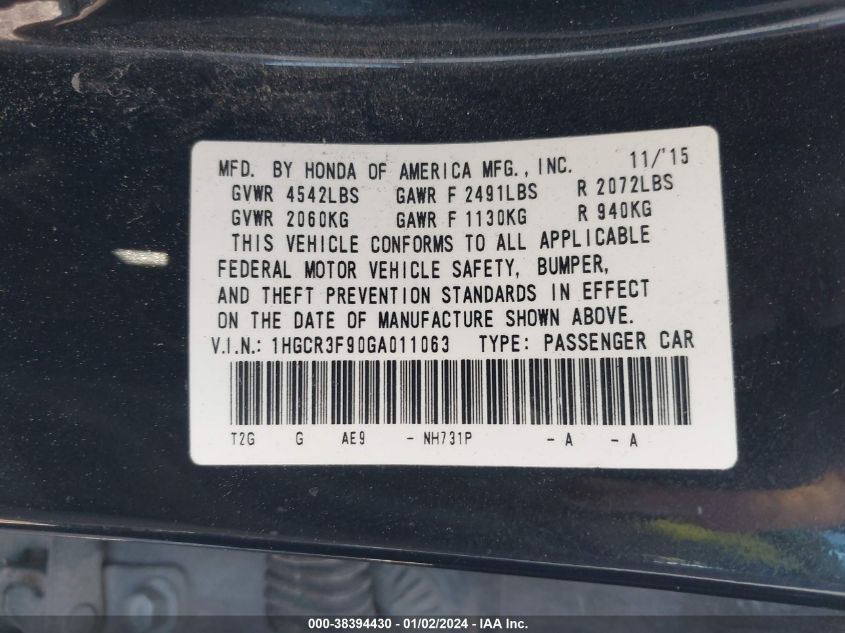 MFD. BY HONDA OF AMERICA MFG., INC. 11/'15
GVWR 4542LBS GAWR F 2491LBS R 2072LBS
GVWR 2060KG GAWR F 1130KG R 940KG
THIS VEHICLE CONFORMS TO ALL APPLICABLE
FEDERAL MOTOR VEHICLE SAFETY, BUMPER,
AND THEFT PREVENTION STANDARDS IN EFFECT
ON THE DATE OF MANUFACTURE SHOWN ABOVE.
V.I.N.: 1HGCR3F90GA011063 TYPE: PASSENGER CAR
T2G G AE9 - NH731P - A - A
000-38394430 - 01/02/2024 - IAA Inc.